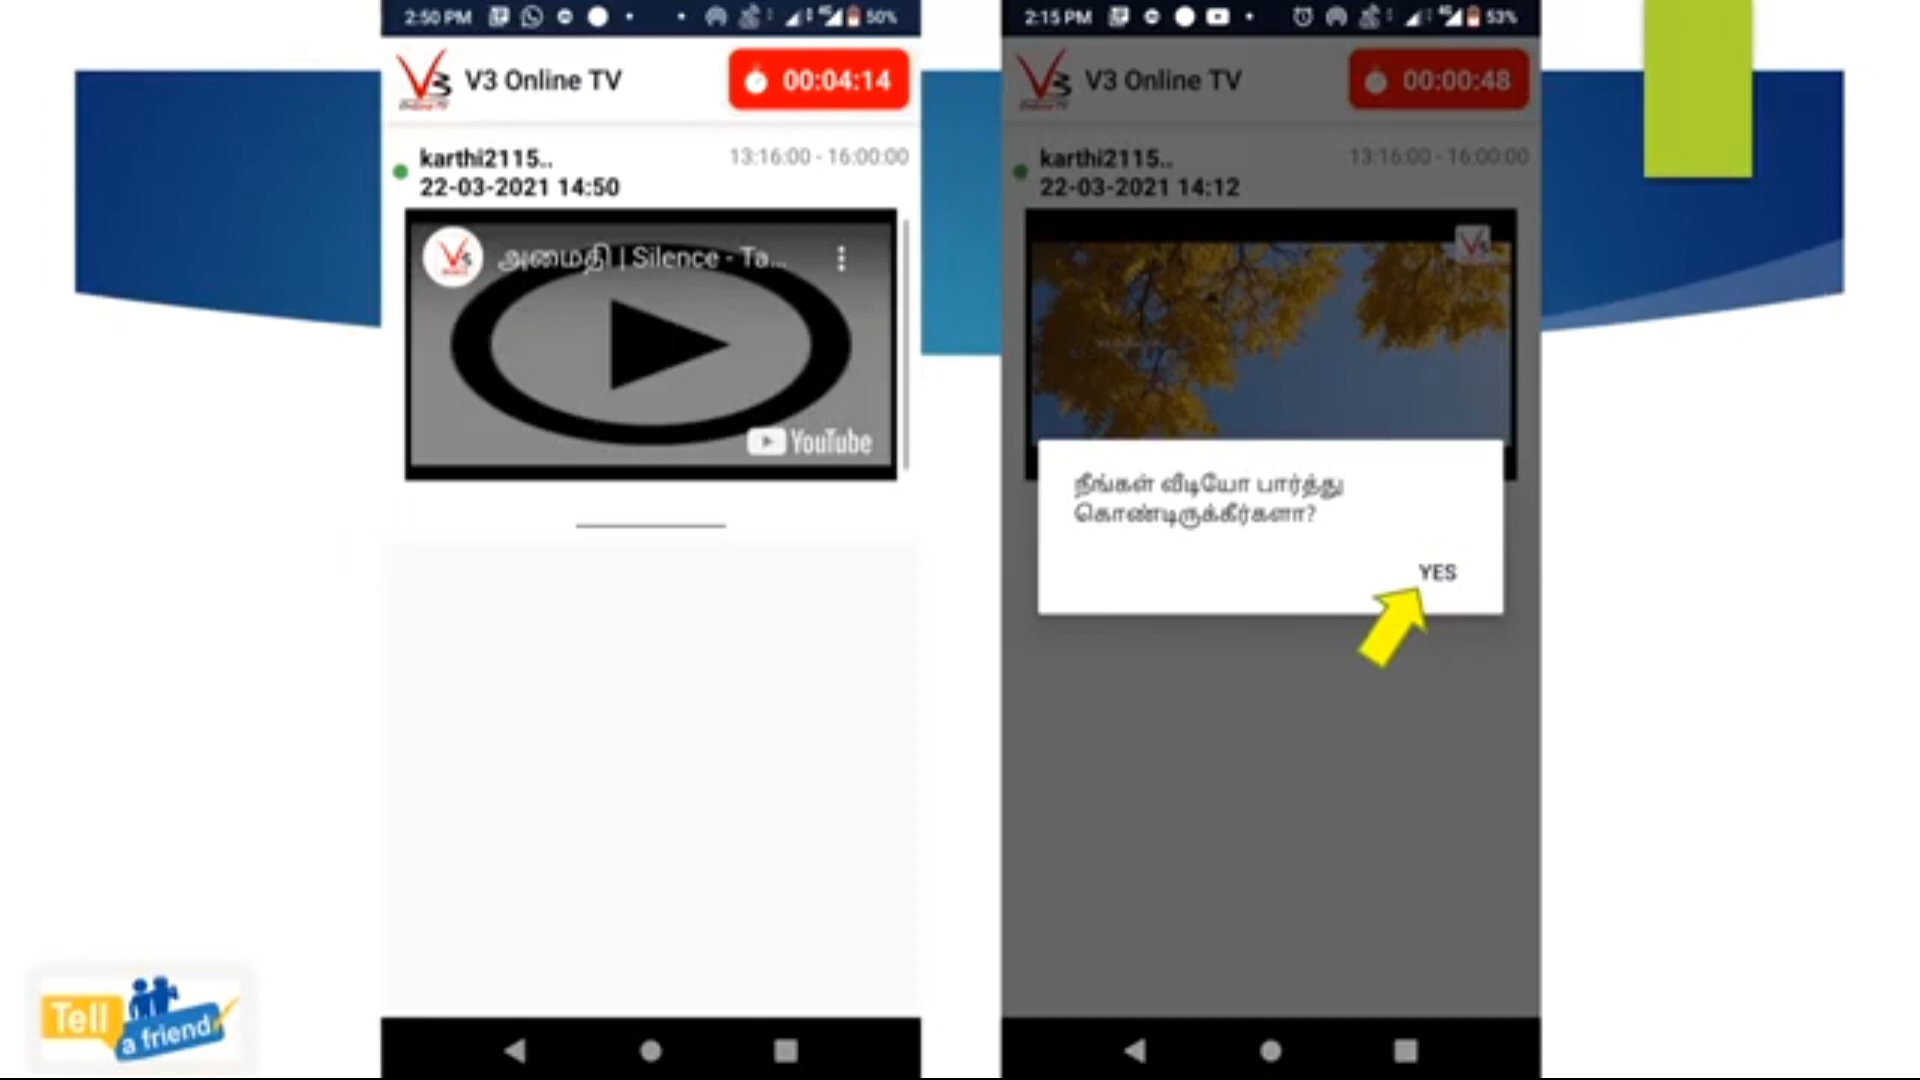 2:50 PM
50%
V3 Online TV
00:04:14
karthi2115..
13:16:00 - 16:00:00
22-03-2021 14:50
அமைதி | Silence - Ta...
YouTube
2:15 PM
53%
V3 Online TV
00:00:48
karthi2115..
13:16:00 - 16:00:00
22-03-2021 14:12
நீங்கள் வீடியோ பார்த்து
கொண்டிருக்கீர்களா?
YES
Tell
a friend